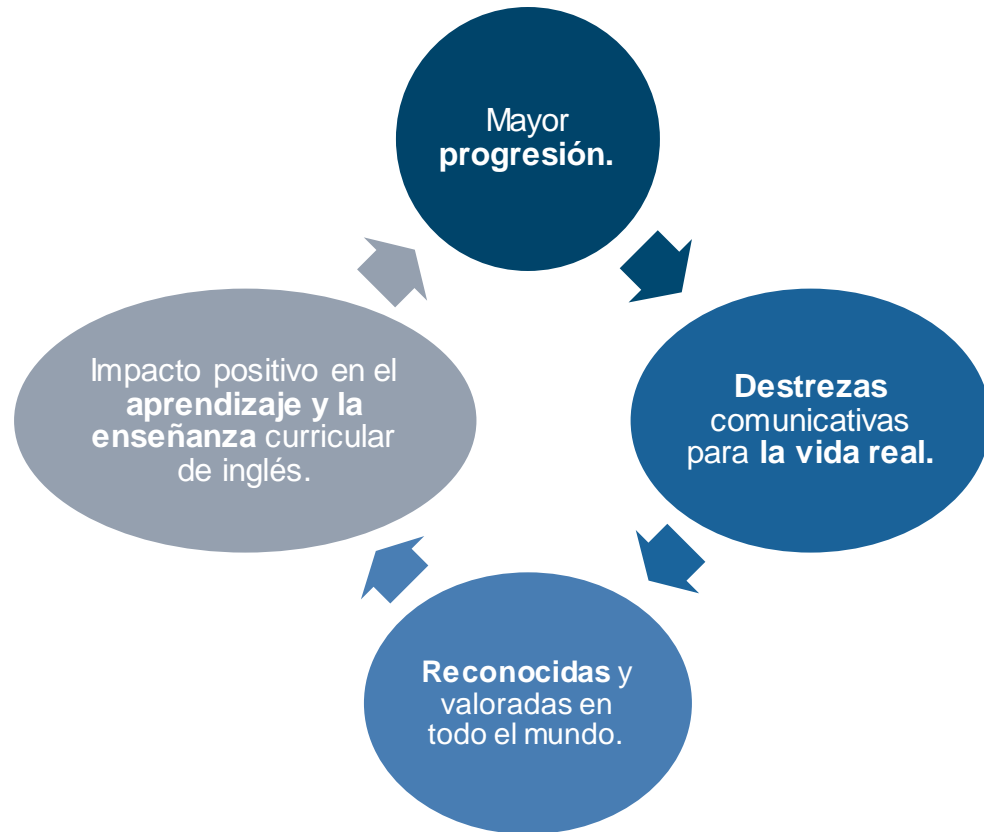 Mayor
progresión.
Destrezas
comunicativas
para la vida real.
Reconocidas y
valoradas en
todo el mundo.
Impacto positivo en el
aprendizaje y la
enseñanza curricular
de inglés.